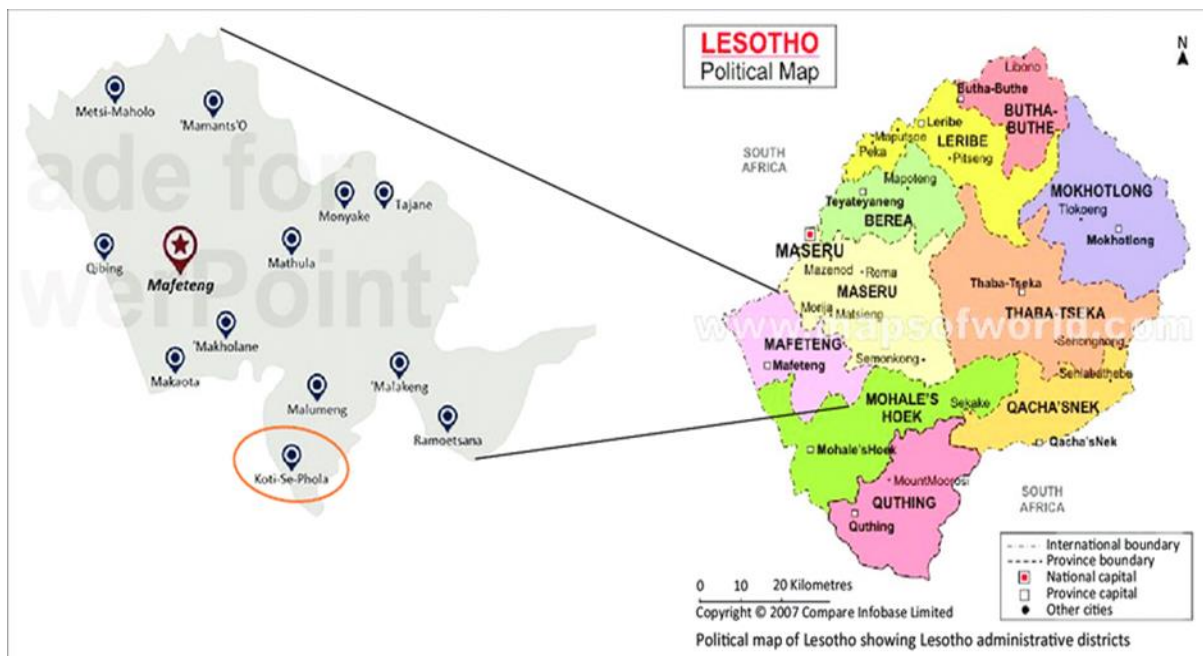 ade for
werPoint
Metsi-Maholo
'Mamants'O
Monyake
Tajane
Qibing
Mafeteng
Mathula
'Makholane
Makaota
Malumeng
'Malakeng
Ramoetsana
Koti-Se-Phola
LESOTHO
Political Map
N
Libono
Butha-Buthe
BUTHA-
BUTHE
Leribe
LERIBE
Maputsoe
Peka
Pitseng
SOUTH
AFRICA
Mapoteng
Teyateyaneng
BEREA
MOKHOTLONG
Tlokoeng
Mokhotlong
MASERU
Mazenod
Roma
MASERU
Thaba-Tseka
THABA-TSEKA
Morija
Matsieng
www.mapsofworld.com
MAFETENG
Mafeteng
Semonkong
Senonghong
Sehlabathebe
MOHALE'S
HOEK
Sekake
QACHA'SNEK
Mohale'sHoek
Qacha'sNek
MountMoorosi
QUTHING
Quthing
SOUTH
AFRICA
International boundary
Province boundary
National capital
Province capital
Other cities
0 10 20 Kilometres
Copyright © 2007 Compare Infobase Limited
Political map of Lesotho showing Lesotho administrative districts